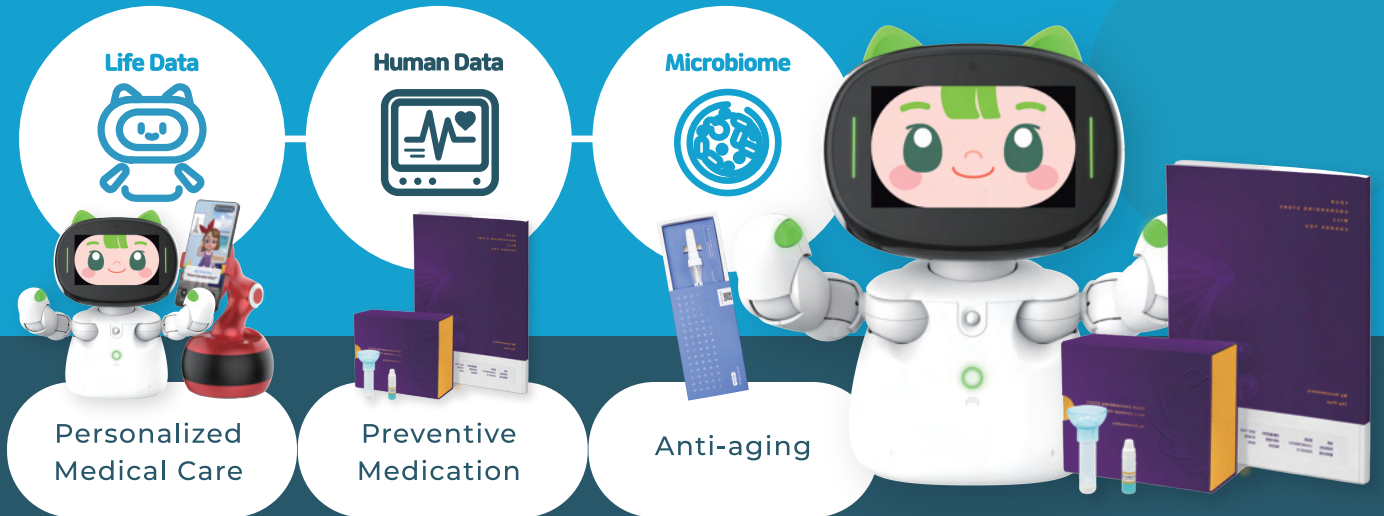 Life Data
Human Data
Microbiome
Personalized
Medical Care
Preventive
Medication
Anti-aging